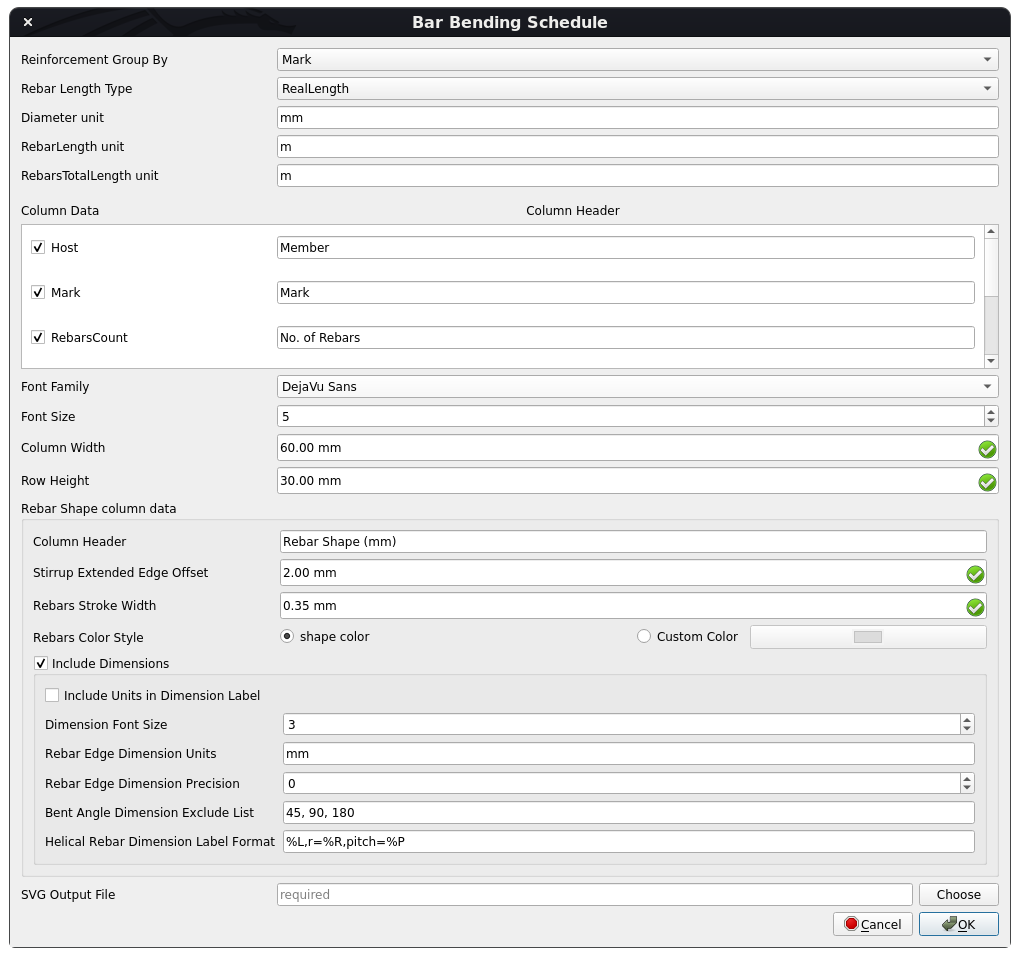 Bar Bending Schedule
Reinforcement Group By Mark
Rebar Length Type RealLength
Diameter unit mm
RebarLength unit m
RebarsTotalLength unit m
Column Data Column Header
Host Member
Mark Mark
RebarsCount No. of Rebars
Font Family DejaVu Sans
Font Size 5
Column Width 60.00 mm
Row Height 30.00 mm
Rebar Shape column data
Column Header Rebar Shape (mm)
Stirrup Extended Edge Offset 2.00 mm
Rebars Stroke Width 0.35 mm
Rebars Color Style shape color Custom Color
Include Dimensions
Include Units in Dimension Label
Dimension Font Size 3
Rebar Edge Dimension Units mm
Rebar Edge Dimension Precision 0
Bent Angle Dimension Exclude List 45, 90, 180
Helical Rebar Dimension Label Format %L,r=%R,pitch=%P
SVG Output File required Choose
Cancel OK